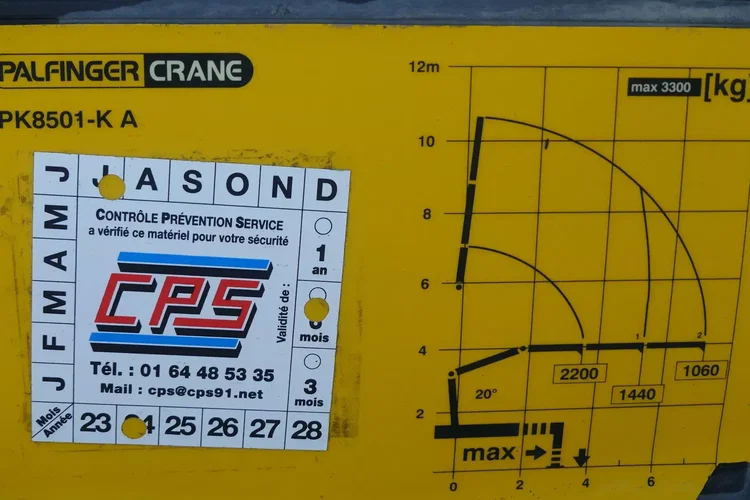 PALFINGER CRANE
PK8501-K A
12m
max 3300 [kg]
10
8
6
4
2
1
2
2200
1440
1060
20°
max
0
2
4
6
J A S O N D
J
M
A
M
F
J
CONTRÔLE PRÉVENTION SERVICE
a vérifié ce matériel pour votre sécurité
CPS
Tél. : 01 64 48 53 35
Mail : cps@cps91.net
Validité de :
1
an
mois
3
mois
Mois
Année
23 24 25 26 27 28